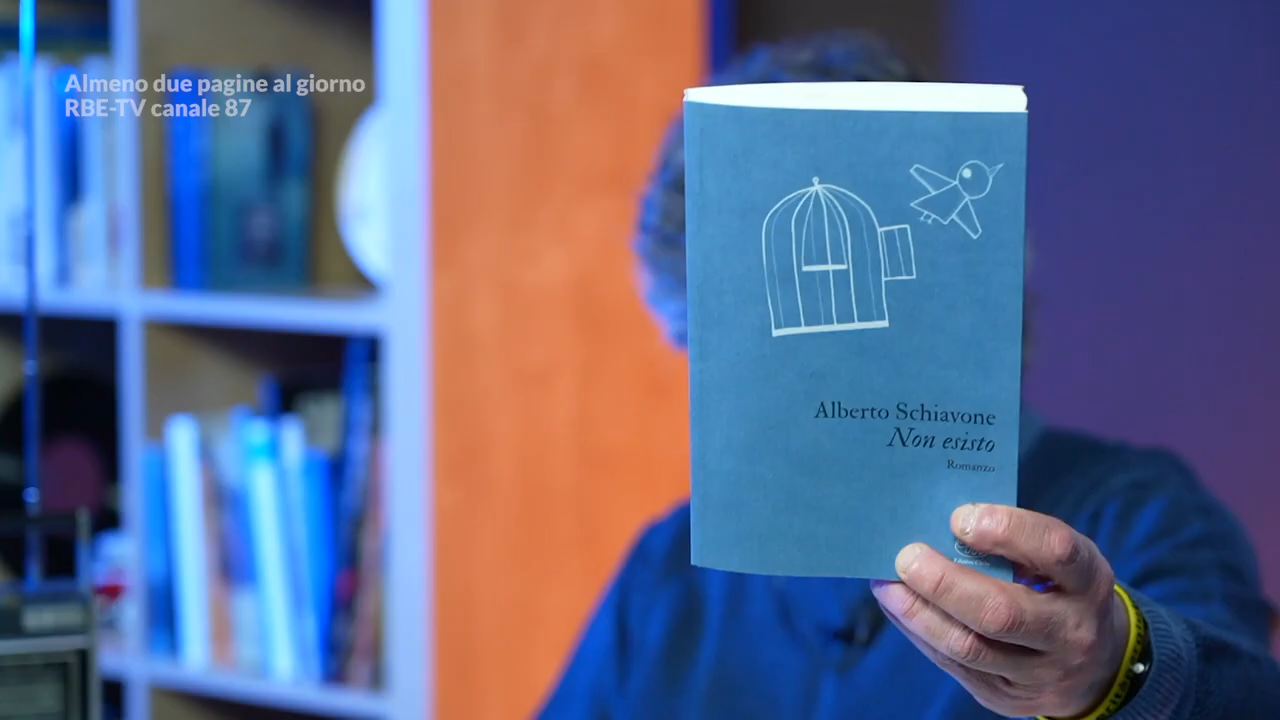 Almeno due pagine al giorno
RBE-TV canale 87
Alberto Schiavone
Non esisto
Romanzo